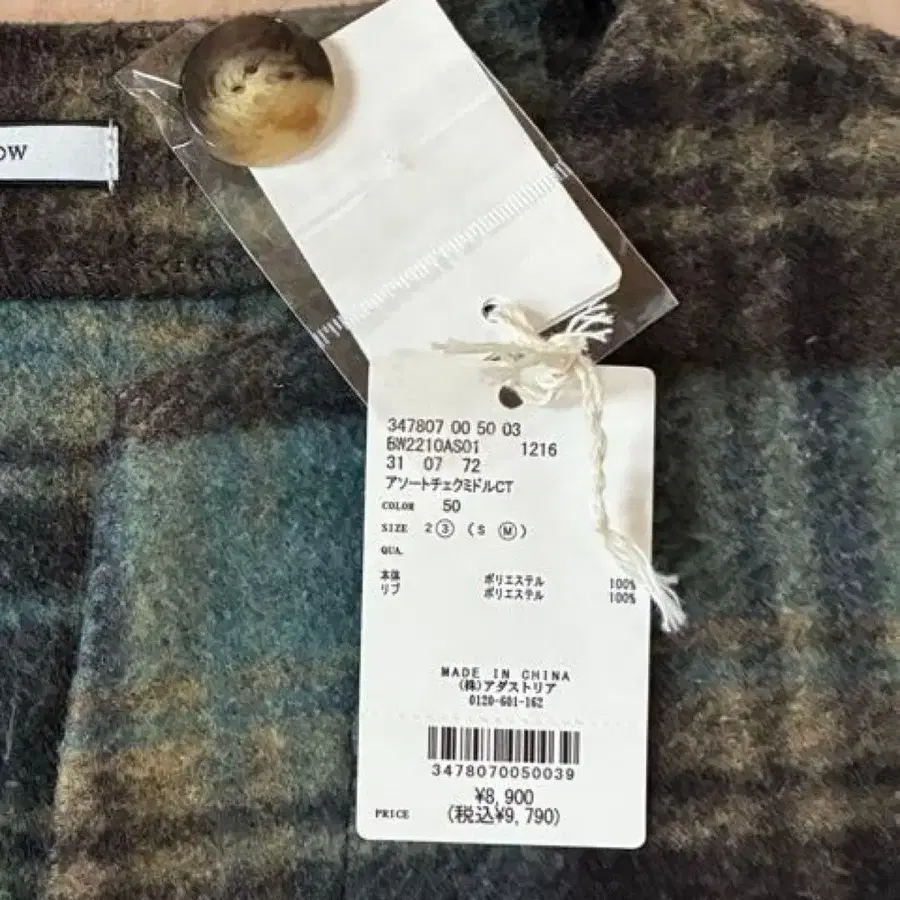 ow
347807 00 50 03
BW2210AS01 1216
31 07 72
アソートチェクミドルCT
COLOR 50
SIZE 2 ③ ( S Ⓜ )
QUA.
本体 ポリエステル 100%
リブ ポリエステル 100%
MADE IN CHINA
(株)アダストリア
0120-601-162
3478070050039
¥8,900
PRICE (税込¥9,790)